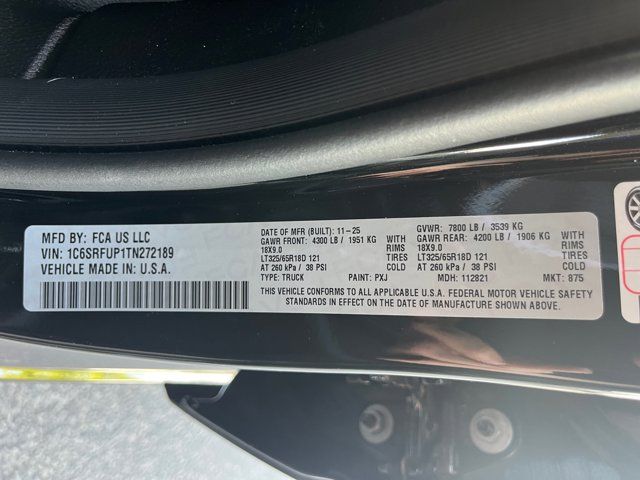 MFD BY: FCA US LLC
VIN: 1C6SRFUP1TN272189
VEHICLE MADE IN U.S.A.
DATE OF MFR (BUILT): 11-25 GVWR: 7800 LB / 3539 KG
GAWR FRONT: 4300 LB / 1951 KG WITH GAWR REAR: 4200 LB / 1906 KG WITH
18X9.0 RIMS 18X9.0 RIMS
LT325/65R18D 121 TIRES LT325/65R18D 121 TIRES
AT 260 kPa / 38 PSI AT 260 kPa / 38 PSI
TYPE: TRUCK PAINT: PXJ MDH: 112821 MKT: 875
THIS VEHICLE CONFORMS TO ALL APPLICABLE U.S.A. FEDERAL MOTOR VEHICLE SAFETY
STANDARDS IN EFFECT ON THE DATE OF MANUFACTURE SHOWN ABOVE.